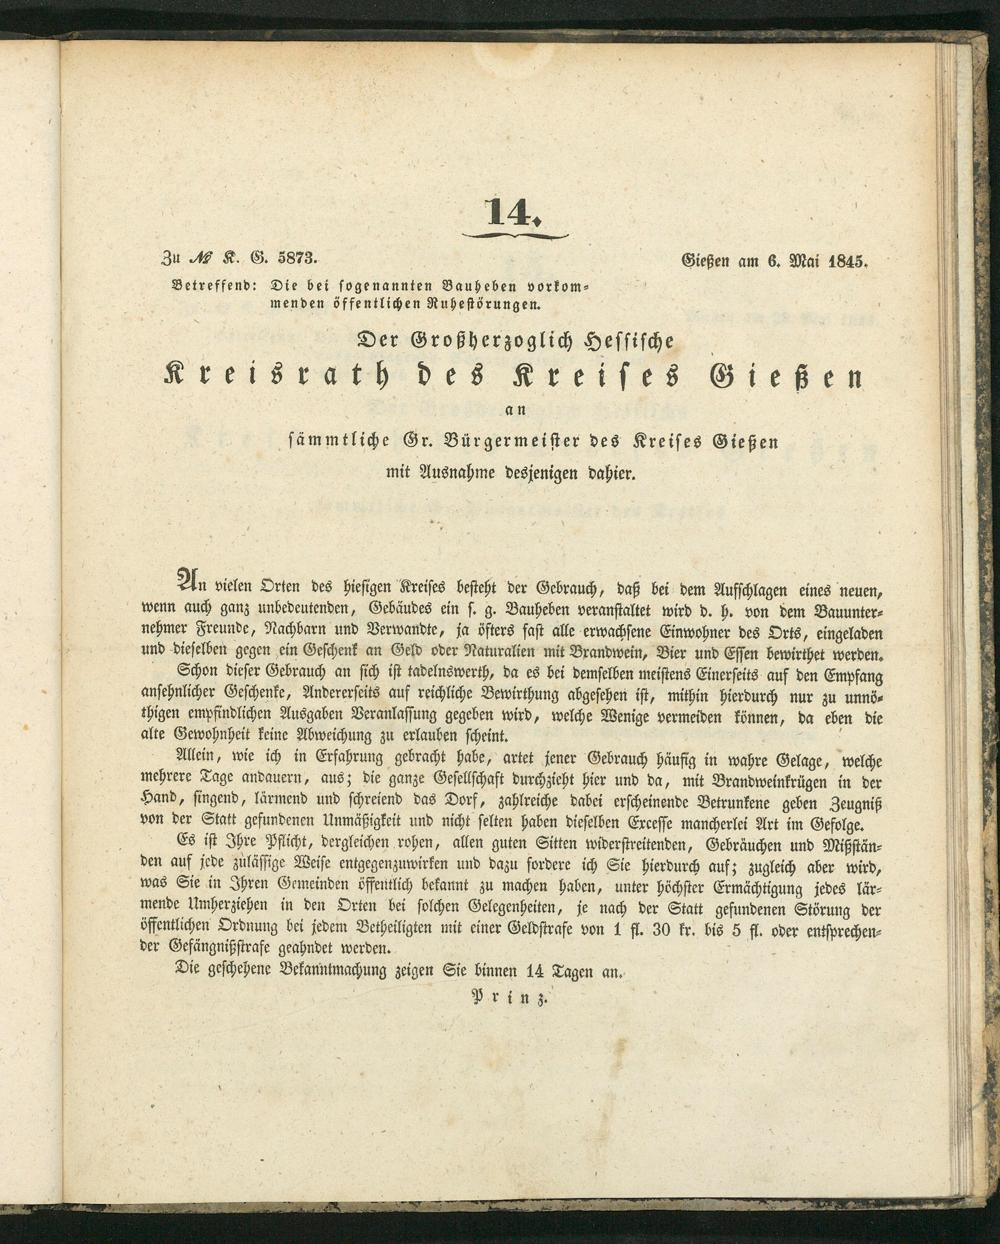 14.
Zu № K. G. 5873.
Gießen am 6. Mai 1845.
Betreffend: Die bei sogenannten Bauheben vorkom-
menden öffentlichen Ruhestörungen.
Der Großherzoglich Hessische
Kreisrath des Kreises Gießen
an
sämmtliche Gr. Bürgermeister des Kreises Gießen
mit Ausnahme desjenigen dahier.
An vielen Orten des hiesigen Kreises besteht der Gebrauch, daß bei dem Aufschlagen eines neuen,
wenn auch ganz unbedeutenden, Gebäudes ein s. g. Bauheben veranstaltet wird d. h. von dem Bauunter-
nehmer Freunde, Nachbarn und Verwandte, ja öfters fast alle erwachsene Einwohner des Orts, eingeladen
und dieselben gegen ein Geschenk an Geld oder Naturalien mit Brandwein, Bier und Essen bewirthet werden.
Schon dieser Gebrauch an sich ist tadelnswerth, da es bei demselben meistens Einerseits auf den Empfang
ansehnlicher Geschenke, Andererseits auf reichliche Bewirthung abgesehen ist, mithin hierdurch nur zu unnö-
thigen empfindlichen Ausgaben Veranlassung gegeben wird, welche Wenige vermeiden können, da eben die
alte Gewohnheit keine Abweichung zu erlauben scheint.
Allein, wie ich in Erfahrung gebracht habe, artet jener Gebrauch häufig in wahre Gelage, welche
mehrere Tage andauern, aus; die ganze Gesellschaft durchzieht hier und da, mit Brandweinkrügen in der
Hand, singend, lärmend und schreiend das Dorf, zahlreiche dabei erscheinende Betrunkene geben Zeugniß
von der Statt gefundenen Unmäßigkeit und nicht selten haben dieselben Excesse mancherlei Art im Gefolge.
Es ist Ihre Pflicht, dergleichen rohen, allen guten Sitten widerstreitenden, Gebräuchen und Mißstän-
den auf jede zulässige Weise entgegenzuwirken und dazu fordere ich Sie hierdurch auf; zugleich aber wird,
was Sie in Ihren Gemeinden öffentlich bekannt zu machen haben, unter höchster Ermächtigung jedes lär-
mende Umherziehen in den Orten bei solchen Gelegenheiten, je nach der Statt gefundenen Störung der
öffentlichen Ordnung bei jedem Betheiligten mit einer Geldstrafe von 1 fl. 30 kr. bis 5 fl. oder entsprechen-
der Gefängnißstrafe geahndet werden.
Die geschehene Bekanntmachung zeigen Sie binnen 14 Tagen an.
Prinz.